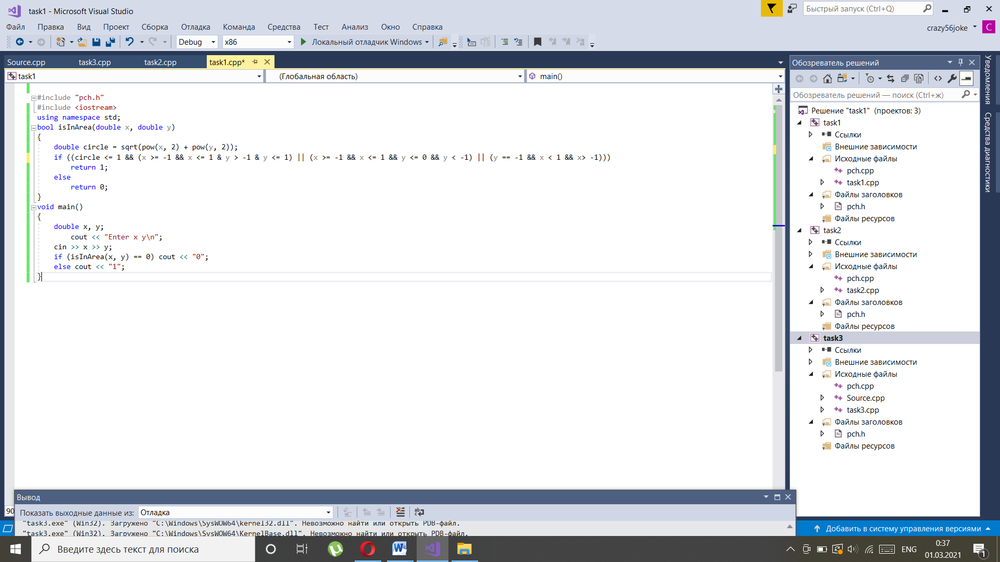 task1 - Microsoft Visual Studio
Быстрый запуск (Ctrl+Q)
Файл Правка Вид Проект Сборка Отладка Команда Средства Тест Анализ Окно Справка
crazy56joke C
Debug x86 Локальный отладчик Windows
Source.cpp task3.cpp task2.cpp task1.cpp*
task1 (Глобальная область) main()
#include "pch.h"
#include <iostream>
using namespace std;
bool isInArea(double x, double y)
{
double circle = sqrt(pow(x, 2) + pow(y, 2));
if ((circle <= 1 && (x >= -1 && x <= 1 & y > -1 & y <= 1) || (x >= -1 && x <= 1 && y <= 0 && y < -1) || (y == -1 && x < 1 && x> -1)))
return 1;
else
return 0;
}
void main()
{
double x, y;
cout << "Enter x y\n";
cin >> x >> y;
if (isInArea(x, y) == 0) cout << "0";
else cout << "1";
}
Обозреватель решений
Обозреватель решений — поиск (Ctrl+ж)
Решение "task1" (проектов: 3)
task1
Ссылки
Внешние зависимости
Исходные файлы
pch.cpp
task1.cpp
Файлы заголовков
pch.h
Файлы ресурсов
task2
Ссылки
Внешние зависимости
Исходные файлы
pch.cpp
task2.cpp
Файлы заголовков
pch.h
Файлы ресурсов
task3
Ссылки
Внешние зависимости
Исходные файлы
pch.cpp
Source.cpp
task3.cpp
Файлы заголовков
pch.h
Файлы ресурсов
Уведомления
Средства диагностики
90
Вывод
Показать выходные данные из: Отладка
"task3.exe" (Win32). Загружено "C:\Windows\SysWOW64\kernel32.dll". Невозможно найти или открыть PDB-файл.
"task3.exe" (Win32). Загружено "C:\Windows\SysWOW64\KernelBase.dll". Невозможно найти или открыть PDB-файл.
Добавить в систему управления версиями
Введите здесь текст для поиска
ENG
0:37
01.03.2021
1